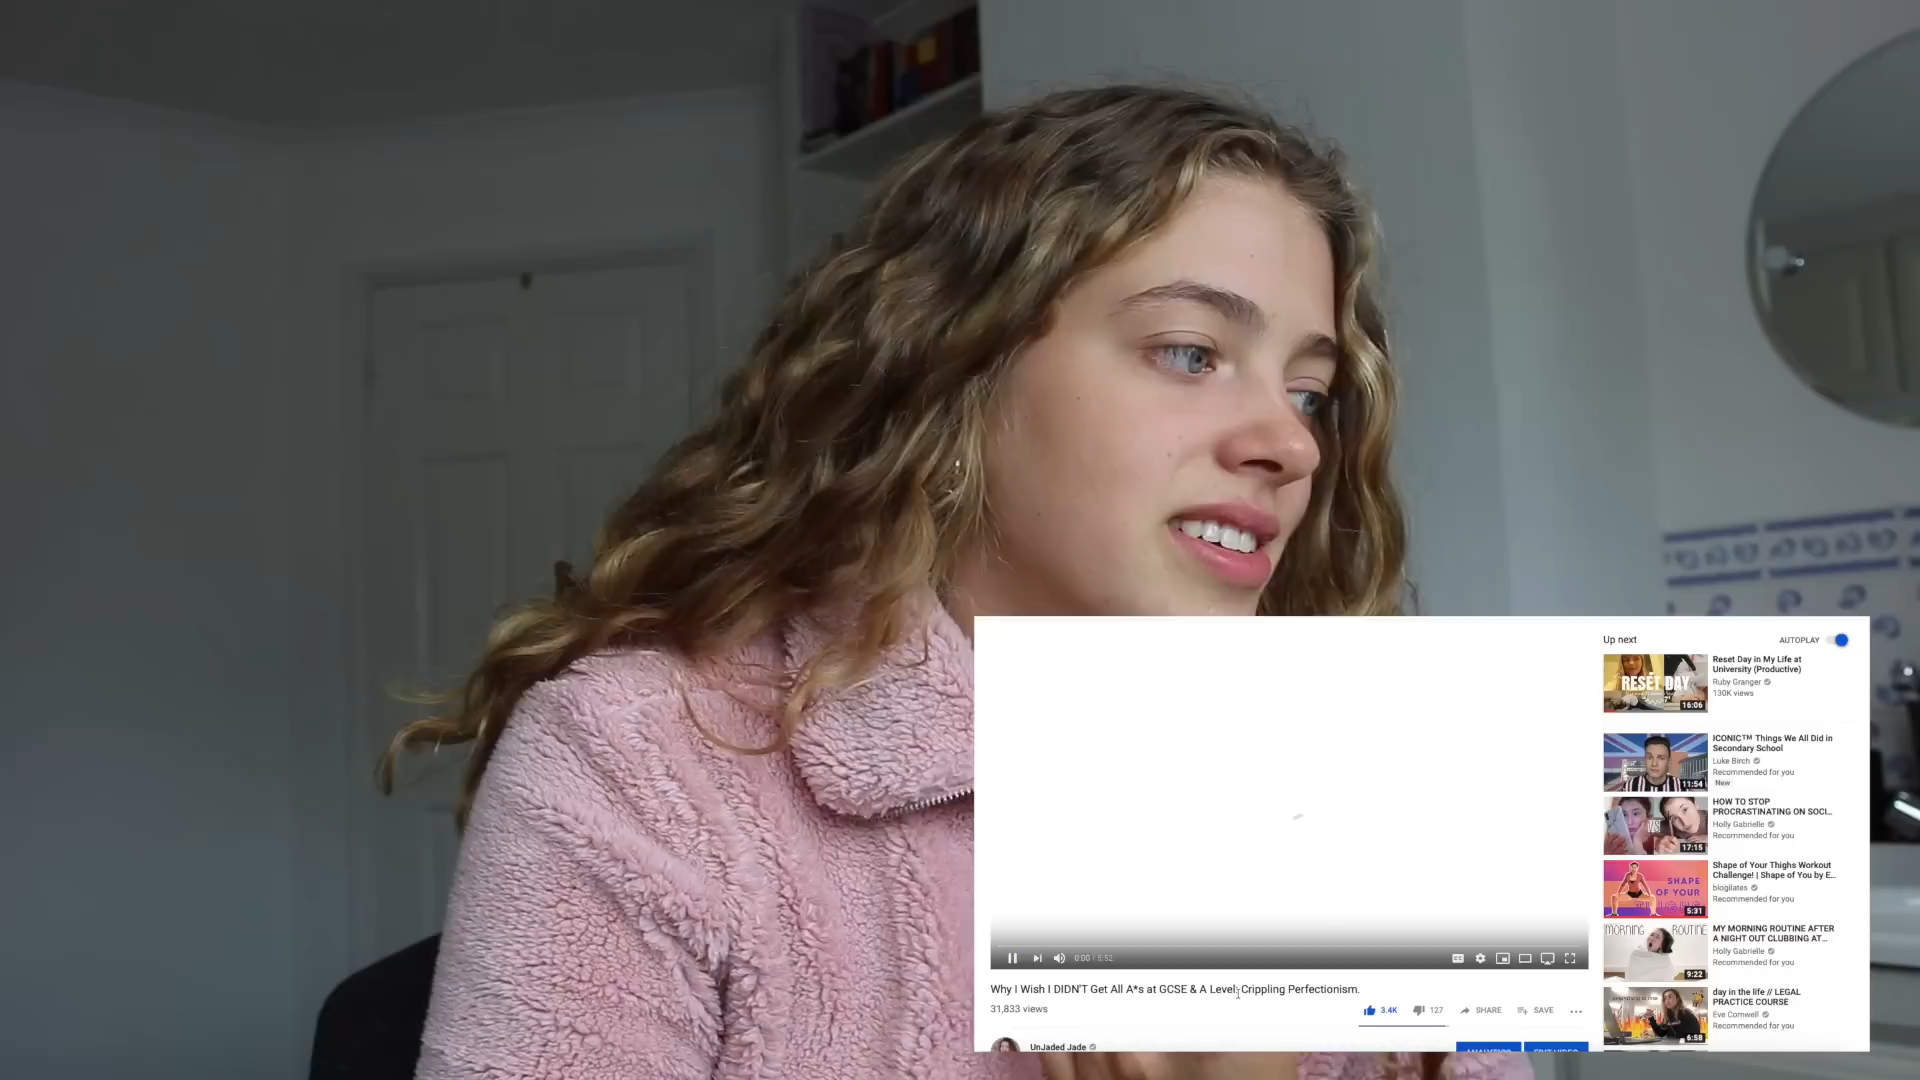 Up next
AUTOPLAY
RESET DAY
16:06
Reset Day in My Life at
University (Productive)
Ruby Granger
130K views
11:54
ICONIC™ Things We All Did in
Secondary School
Luke Birch
Recommended for you
New
17:15
HOW TO STOP
PROCRASTINATING ON SOCI...
Holly Gabrielle
Recommended for you
SHAPE
OF YOUR
5:31
Shape of Your Thighs Workout
Challenge! | Shape of You by E...
blogilates
Recommended for you
MORNING ROUTINE
9:22
MY MORNING ROUTINE AFTER
A NIGHT OUT CLUBBING AT...
Holly Gabrielle
Recommended for you
6:58
day in the life // LEGAL
PRACTICE COURSE
Eve Cornwell
Recommended for you
0:00 / 5:52
Why I Wish I DIDN'T Get All A*s at GCSE & A Level: Crippling Perfectionism.
31,833 views
3.4K
127
SHARE
SAVE
UnJaded Jade
ANALYTICS
EDIT VIDEO